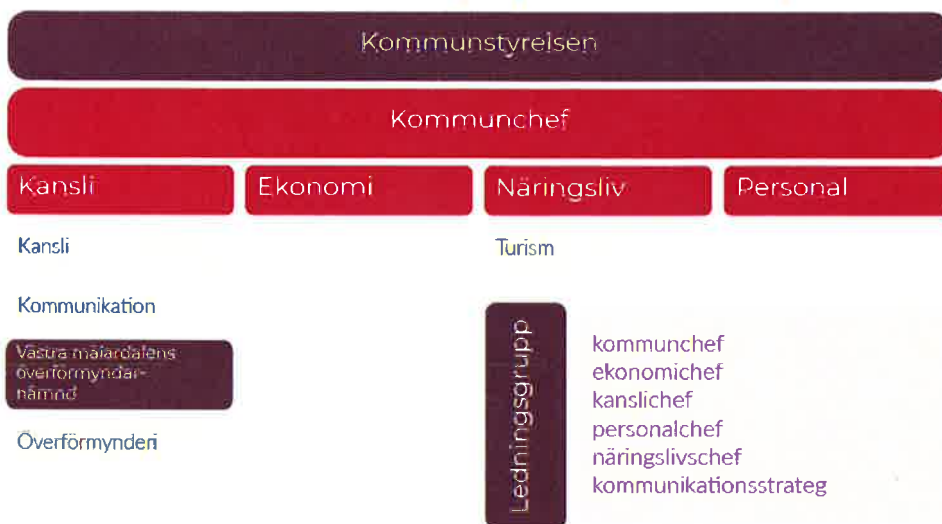 Kommunstyrelsen
Kommunchef
Kansli
Ekonomi
Näringsliv
Personal
Kansli
Turism
Kommunikation
Västra mälardalens
överförmyndar-
nämnd
Överförmynderi
Ledningsgrupp
kommunchef
ekonomichef
kanslichef
personalchef
näringslivschef
kommunikationsstrateg